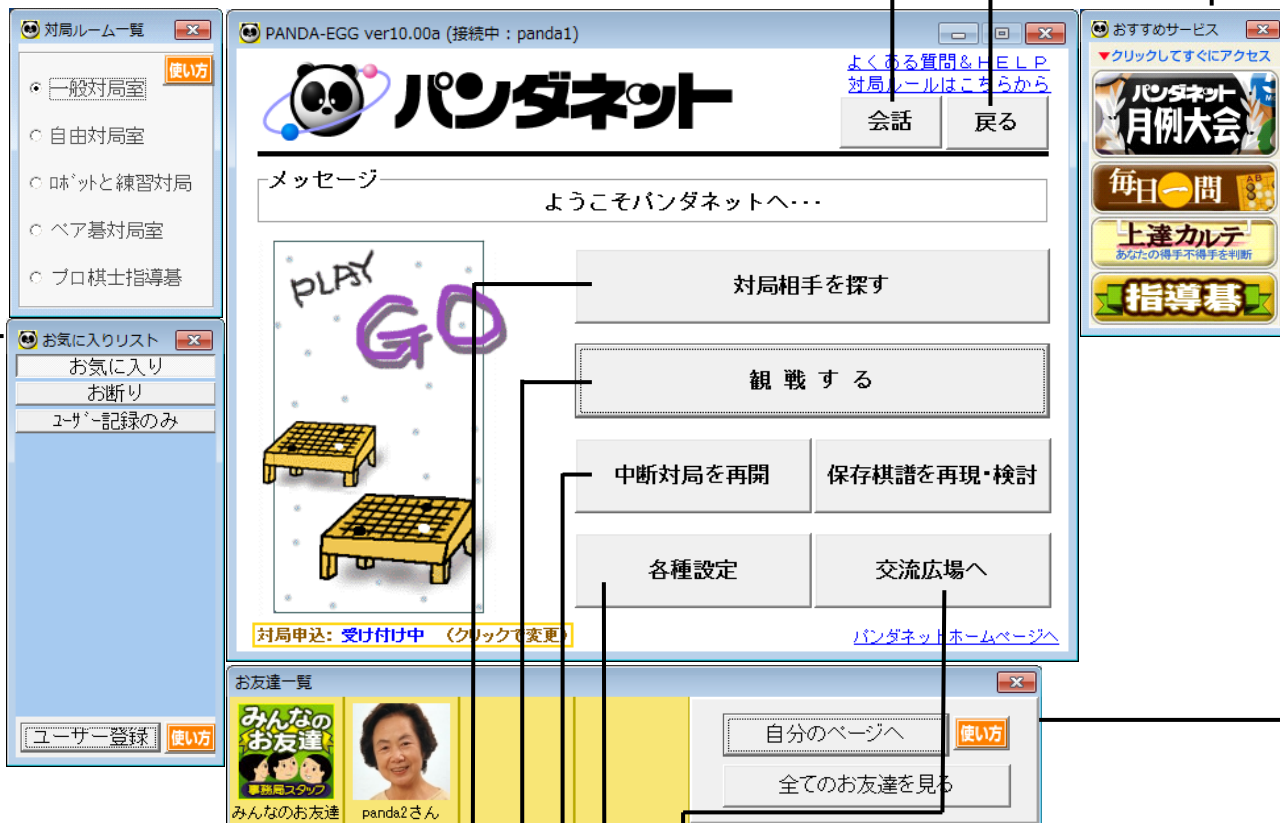 対局ルーム一覧
使い方
一般対局室
自由対局室
ﾛﾎﾞｯﾄと練習対局
ペア碁対局室
プロ棋士指導碁
お気に入りリスト
お気に入り
お断り
ﾕｰｻﾞｰ記録のみ
ユーザー登録
使い方
PANDA-EGG ver10.00a (接続中：panda1)
パンダネット
よくある質問&ＨＥＬＰ
対局ルールはこちらから
会話
戻る
メッセージ
ようこそパンダネットへ・・・
PLAY
GO
対局相手を探す
観 戦 す る
中断対局を再開
保存棋譜を再現・検討
各種設定
交流広場へ
対局申込: 受け付け中 (クリックで変更)
パンダネットホームページへ
おすすめサービス
▼クリックしてすぐにアクセス
パンダネット
月例大会
毎日一問
上達カルテ
あなたの得手不得手を判断
指導碁
お友達一覧
みんなの
お友達
事務局スタッフ
みんなのお友達
panda2さん
自分のページへ
使い方
全てのお友達を見る